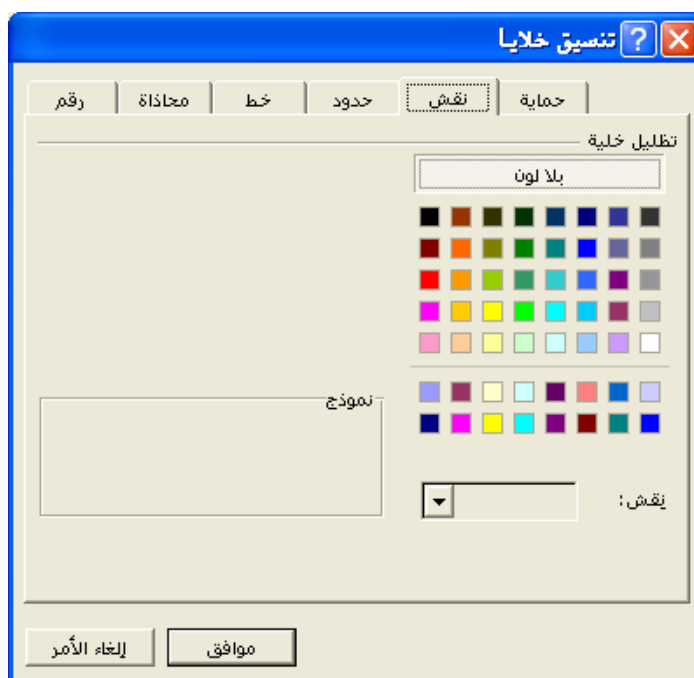 تنسيق خلايا
رقم محاذاة خط حدود نقش حماية
تظليل خلية
بلا لون
نموذج
نقش:
موافق إلغاء الأمر